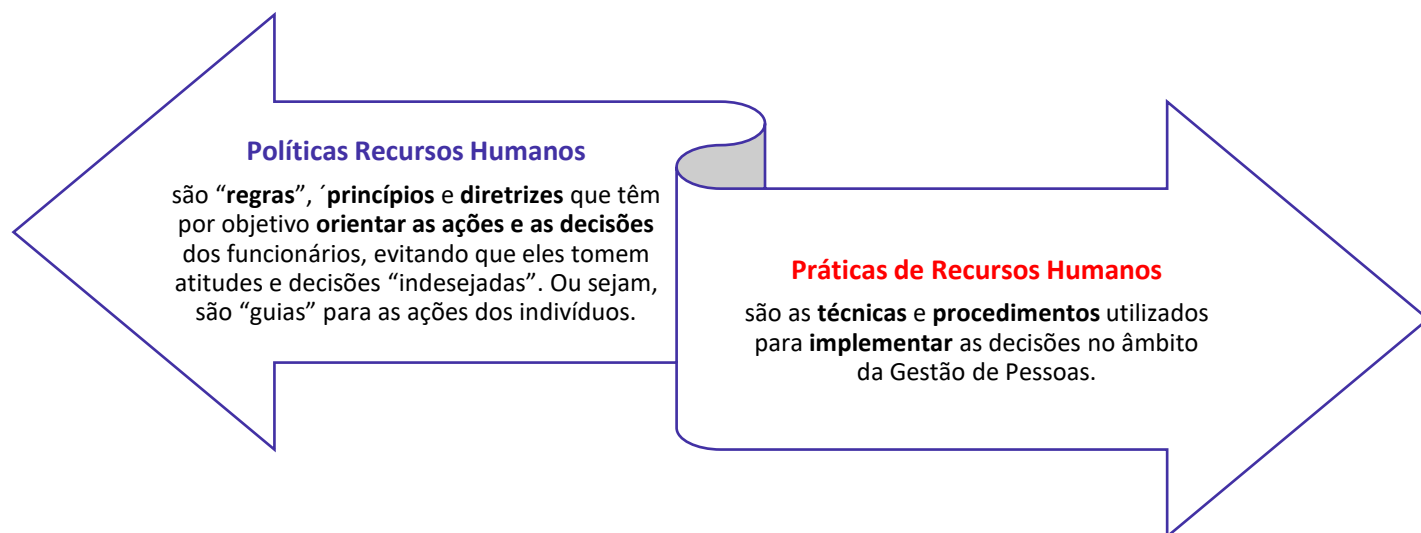 Políticas Recursos Humanos
são “regras”, ´princípios e diretrizes que têm
por objetivo orientar as ações e as decisões
dos funcionários, evitando que eles tomem
atitudes e decisões “indesejadas”. Ou sejam,
são “guias” para as ações dos indivíduos.
Práticas de Recursos Humanos
são as técnicas e procedimentos utilizados
para implementar as decisões no âmbito
da Gestão de Pessoas.